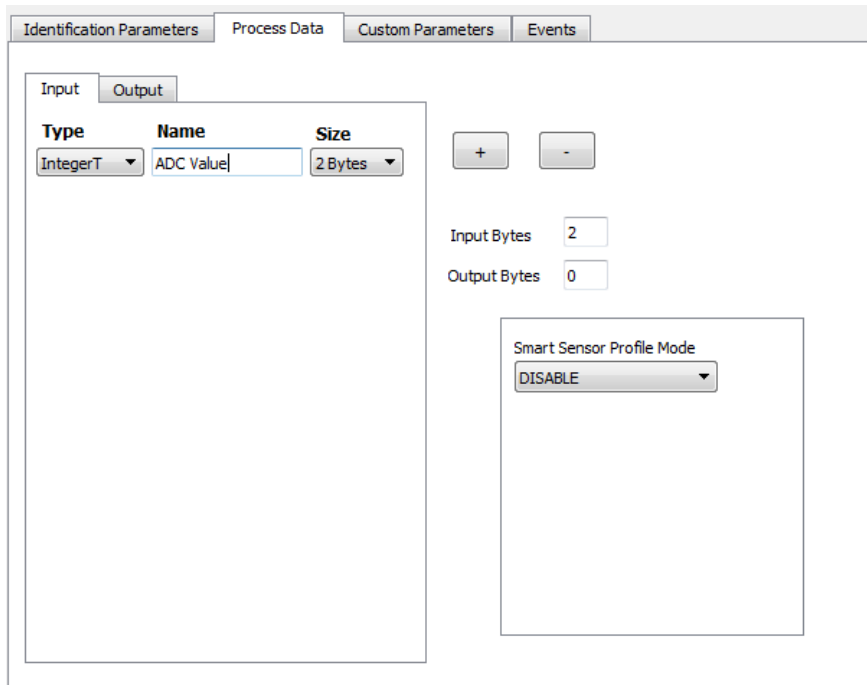 Identification Parameters Process Data Custom Parameters Events
Input Output
Type Name Size
IntegerT ADC Value 2 Bytes
+ -
Input Bytes 2
Output Bytes 0
Smart Sensor Profile Mode
DISABLE